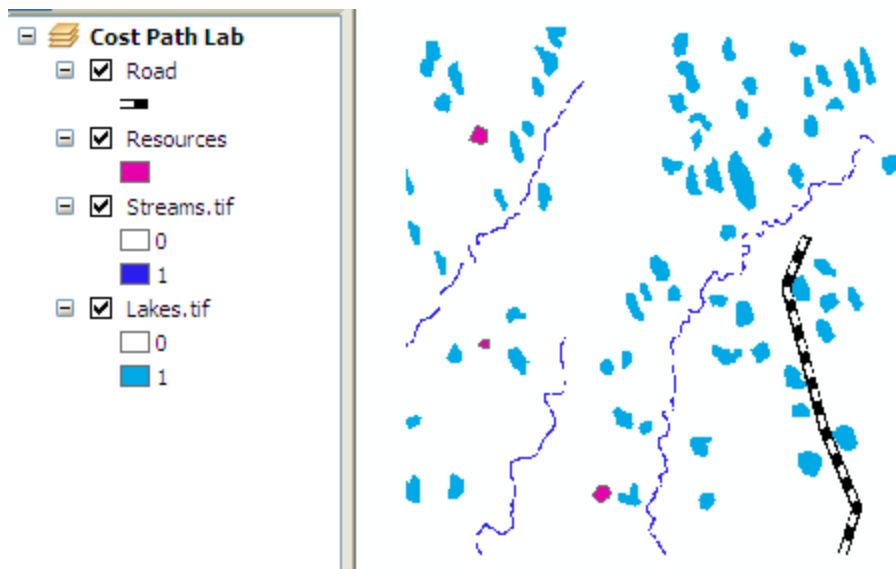 Cost Path Lab
Road
Resources
Streams.tif
0
1
Lakes.tif
0
1